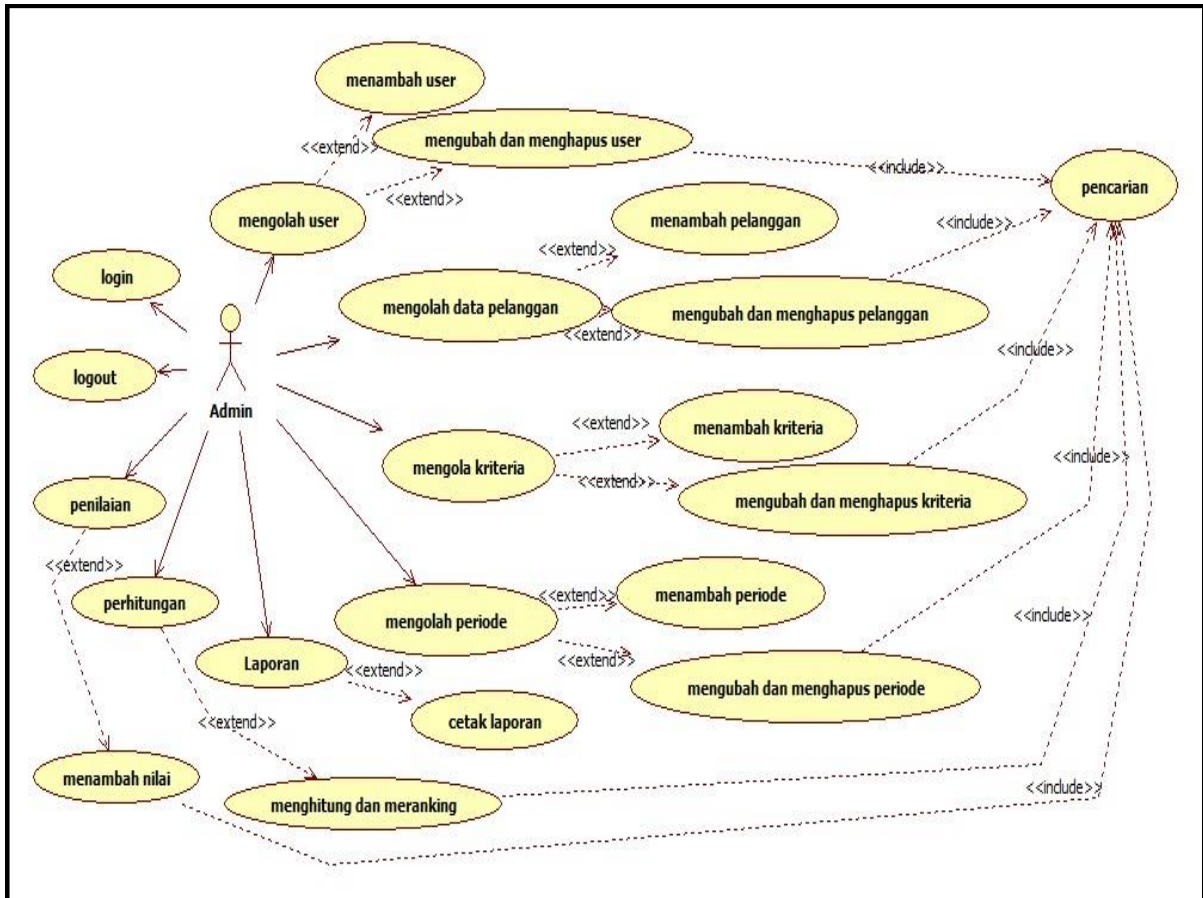 menambah user
mengubah dan menghapus user
<<extend>>
<<include>>
pencarian
<<extend>>
mengolah user
menambah pelanggan
<<include>>
<<extend>>
login
mengolah data pelanggan
mengubah dan menghapus pelanggan
<<extend>>
<<include>>
logout
Admin
menambah kriteria
<<extend>>
mengola kriteria
<<include>>
<<extend>>
mengubah dan menghapus kriteria
penilaian
<<extend>>
menambah periode
<<extend>>
perhitungan
mengolah periode
<<include>>
Laporan
<<extend>>
<<extend>>
mengubah dan menghapus periode
<<extend>>
cetak laporan
menambah nilai
<<include>>
menghitung dan meranking